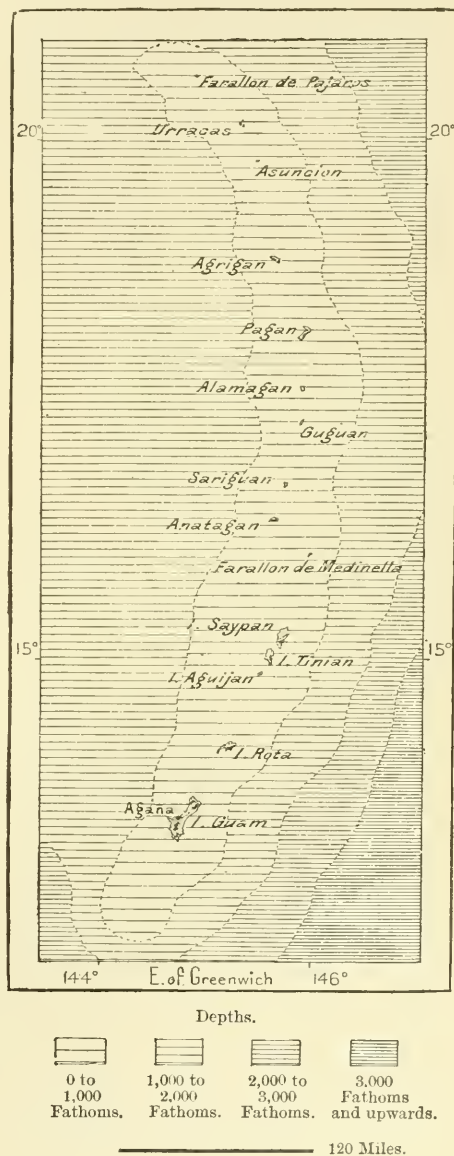 Farallon de Pajaros
20° Urracas 20°
Asuncion
Agrigan
Pagan
Alamagan
Guguan
Sariguan
Anatagan
Farallon de Medinella
I. Saypan
15° I. Tinian 15°
I. Aguijan
I. Rota
Agana
I. Guam
144° E. of Greenwich 146°
Depths.
0 to 1,000 to 2,000 to 3,000
1,000 2,000 3,000 Fathoms
Fathoms. Fathoms. Fathoms. and upwards.
120 Miles.